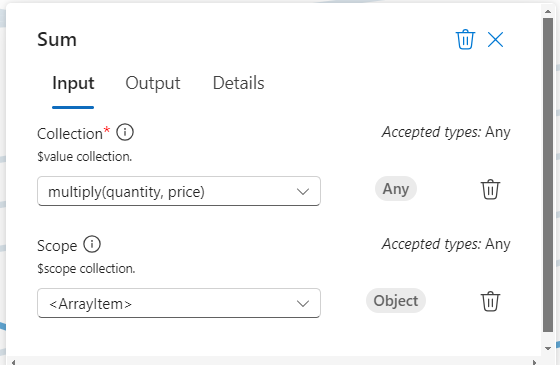 Sum
Input Output Details
Collection* Accepted types: Any
$value collection.
multiply(quantity, price) Any
Scope Accepted types: Any
$scope collection.
<ArrayItem> Object